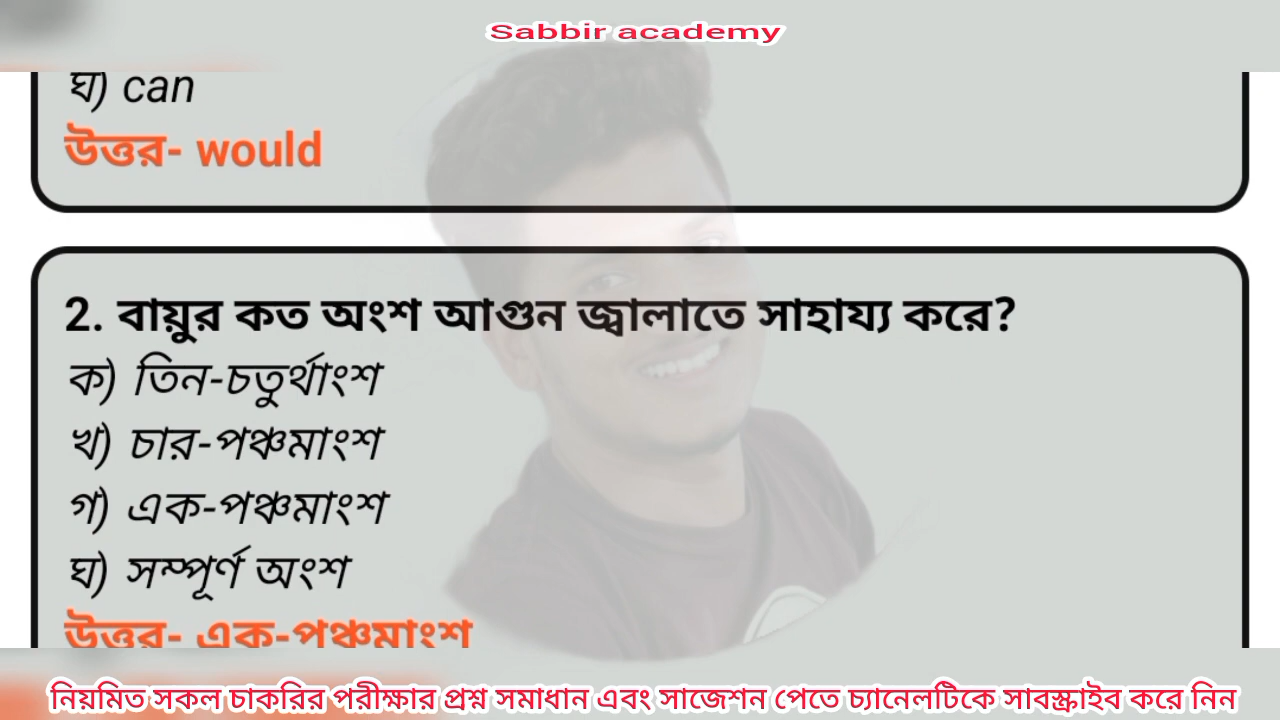 Sabbir academy
ঘ) can
উত্তর- would
2. বায়ুর কত অংশ আগুন জ্বালাতে সাহায্য করে?
ক) তিন-চতুর্থাংশ
খ) চার-পঞ্চমাংশ
গ) এক-পঞ্চমাংশ
ঘ) সম্পূর্ণ অংশ
উত্তর- এক-পঞ্চমাংশ
নিয়মিত সকল চাকরির পরীক্ষার প্রশ্ন সমাধান এবং সাজেশন পেতে চ্যানেলটিকে সাবস্ক্রাইব করে নিন